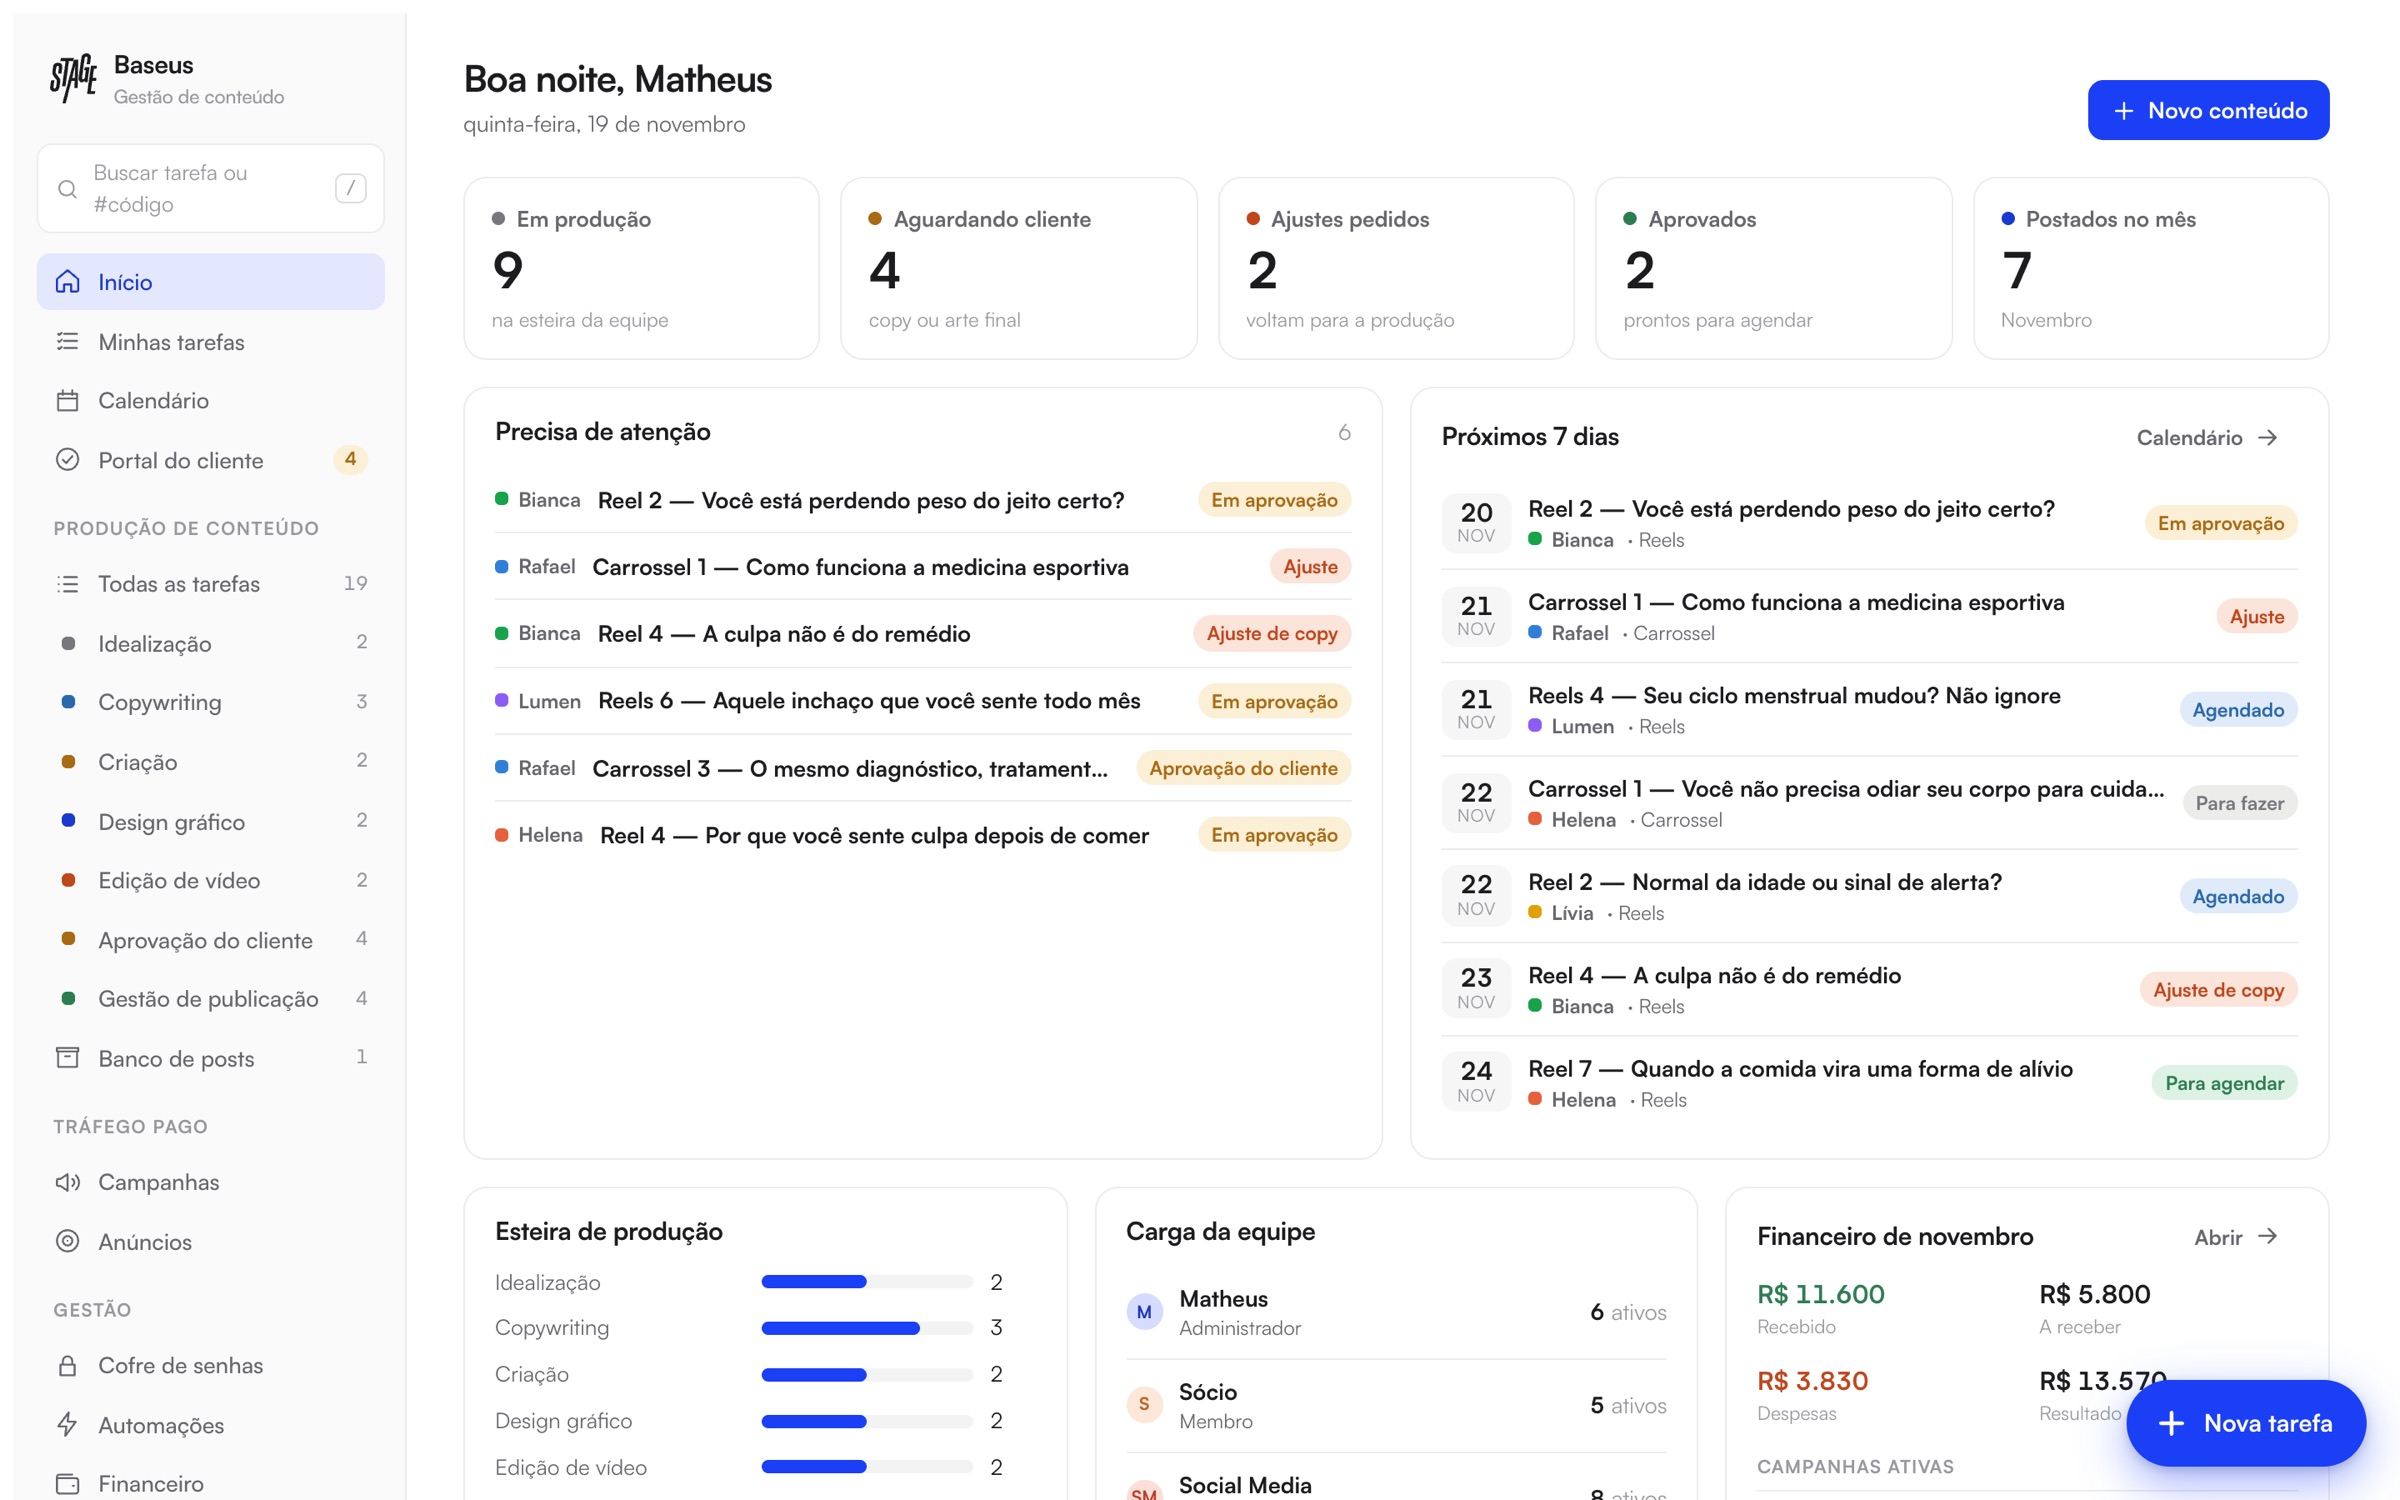 STAGE
Baseus
Gestão de conteúdo
Buscar tarefa ou
#código
/
Início
Minhas tarefas
Calendário
Portal do cliente 4
PRODUÇÃO DE CONTEÚDO
Todas as tarefas 19
Idealização 2
Copywriting 3
Criação 2
Design gráfico 2
Edição de vídeo 2
Aprovação do cliente 4
Gestão de publicação 4
Banco de posts 1
TRÁFEGO PAGO
Campanhas
Anúncios
GESTÃO
Cofre de senhas
Automações
Financeiro
Boa noite, Matheus
quinta-feira, 19 de novembro
+ Novo conteúdo
Em produção
9
na esteira da equipe
Aguardando cliente
4
copy ou arte final
Ajustes pedidos
2
voltam para a produção
Aprovados
2
prontos para agendar
Postados no mês
7
Novembro
Precisa de atenção 6
Bianca Reel 2 — Você está perdendo peso do jeito certo? Em aprovação
Rafael Carrossel 1 — Como funciona a medicina esportiva Ajuste
Bianca Reel 4 — A culpa não é do remédio Ajuste de copy
Lumen Reels 6 — Aquele inchaço que você sente todo mês Em aprovação
Rafael Carrossel 3 — O mesmo diagnóstico, tratament... Aprovação do cliente
Helena Reel 4 — Por que você sente culpa depois de comer Em aprovação
Próximos 7 dias Calendário →
20 NOV
Reel 2 — Você está perdendo peso do jeito certo?
Bianca · Reels
Em aprovação
21 NOV
Carrossel 1 — Como funciona a medicina esportiva
Rafael · Carrossel
Ajuste
21 NOV
Reels 4 — Seu ciclo menstrual mudou? Não ignore
Lumen · Reels
Agendado
22 NOV
Carrossel 1 — Você não precisa odiar seu corpo para cuida...
Helena · Carrossel
Para fazer
22 NOV
Reel 2 — Normal da idade ou sinal de alerta?
Lívia · Reels
Agendado
23 NOV
Reel 4 — A culpa não é do remédio
Bianca · Reels
Ajuste de copy
24 NOV
Reel 7 — Quando a comida vira uma forma de alívio
Helena · Reels
Para agendar
Esteira de produção
Idealização 2
Copywriting 3
Criação 2
Design gráfico 2
Edição de vídeo 2
Carga da equipe
M
Matheus
Administrador
6 ativos
S
Sócio
Membro
5 ativos
SM
Social Media
8 ativos
Financeiro de novembro Abrir →
R$ 11.600
Recebido
R$ 5.800
A receber
R$ 3.830
Despesas
R$ 13.570
Resultado
CAMPANHAS ATIVAS
+ Nova tarefa